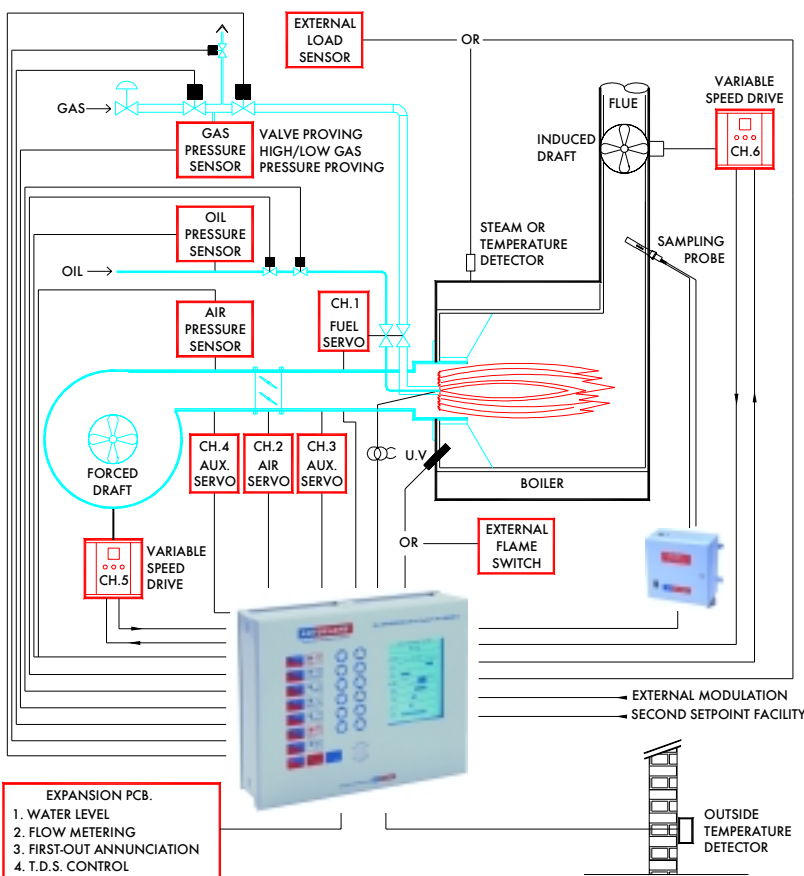 EXTERNAL
LOAD
SENSOR
OR
GAS
GAS
PRESSURE
SENSOR
VALVE PROVING
HIGH/LOW GAS
PRESSURE PROVING
FLUE
INDUCED
DRAFT
VARIABLE
SPEED DRIVE
CH.6
OIL
PRESSURE
SENSOR
STEAM OR
TEMPERATURE
DETECTOR
SAMPLING
PROBE
OIL
AIR
PRESSURE
SENSOR
CH.1
FUEL
SERVO
FORCED
DRAFT
CH.4
AUX.
SERVO
CH.2
AIR
SERVO
CH.3
AUX.
SERVO
U.V
BOILER
VARIABLE
SPEED
DRIVE
CH.5
OR
EXTERNAL
FLAME
SWITCH
EXTERNAL MODULATION
SECOND SETPOINT FACILITY
EXPANSION PCB.
1. WATER LEVEL
2. FLOW METERING
3. FIRST-OUT ANNUNCIATION
4. T.D.S. CONTROL
OUTSIDE
TEMPERATURE
DETECTOR